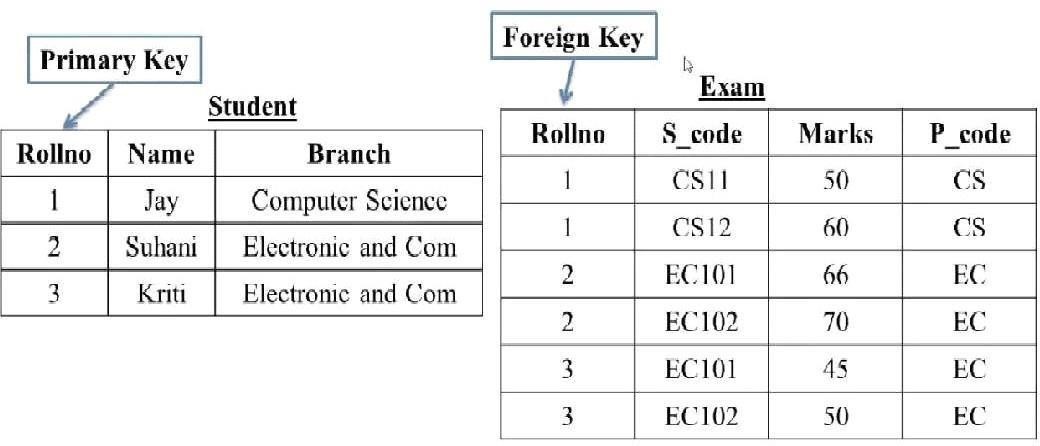 Primary Key
Student
Rollno Name Branch
1 Jay Computer Science
2 Suhani Electronic and Com
3 Kriti Electronic and Com
Foreign Key
Exam
Rollno S_code Marks P_code
1 CS11 50 CS
1 CS12 60 CS
2 EC101 66 EC
2 EC102 70 EC
3 EC101 45 EC
3 EC102 50 EC